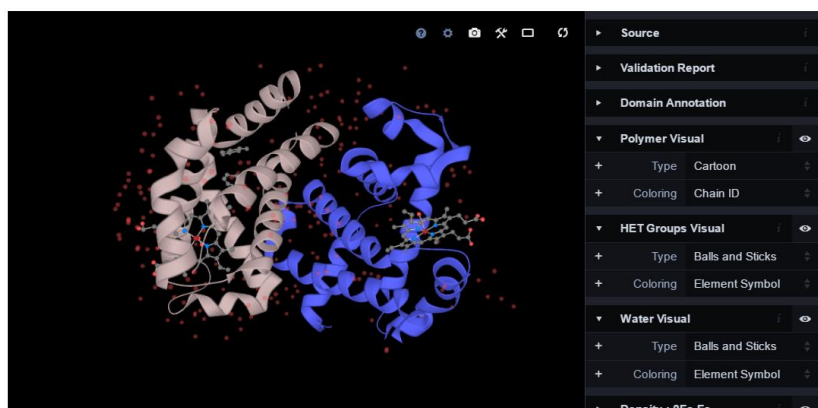 Source
Validation Report
Domain Annotation
Polymer Visual
Type Cartoon
Coloring Chain ID
HET Groups Visual
Type Balls and Sticks
Coloring Element Symbol
Water Visual
Type Balls and Sticks
Coloring Element Symbol